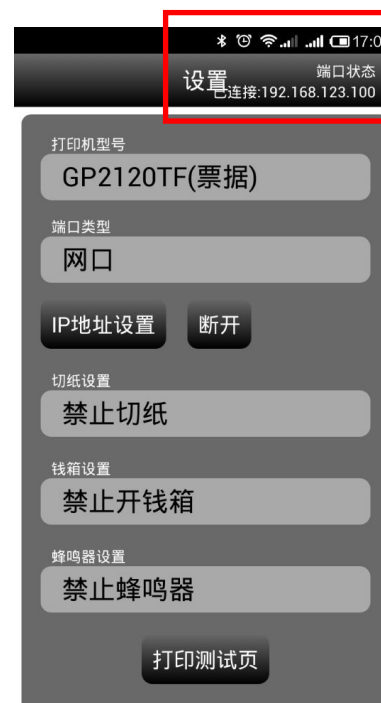 17:0
设置
端口状态
已连接:192.168.123.100
打印机型号
GP2120TF(票据)
端口类型
网口
IP地址设置
断开
切纸设置
禁止切纸
钱箱设置
禁止开钱箱
蜂鸣器设置
禁止蜂鸣器
打印测试页